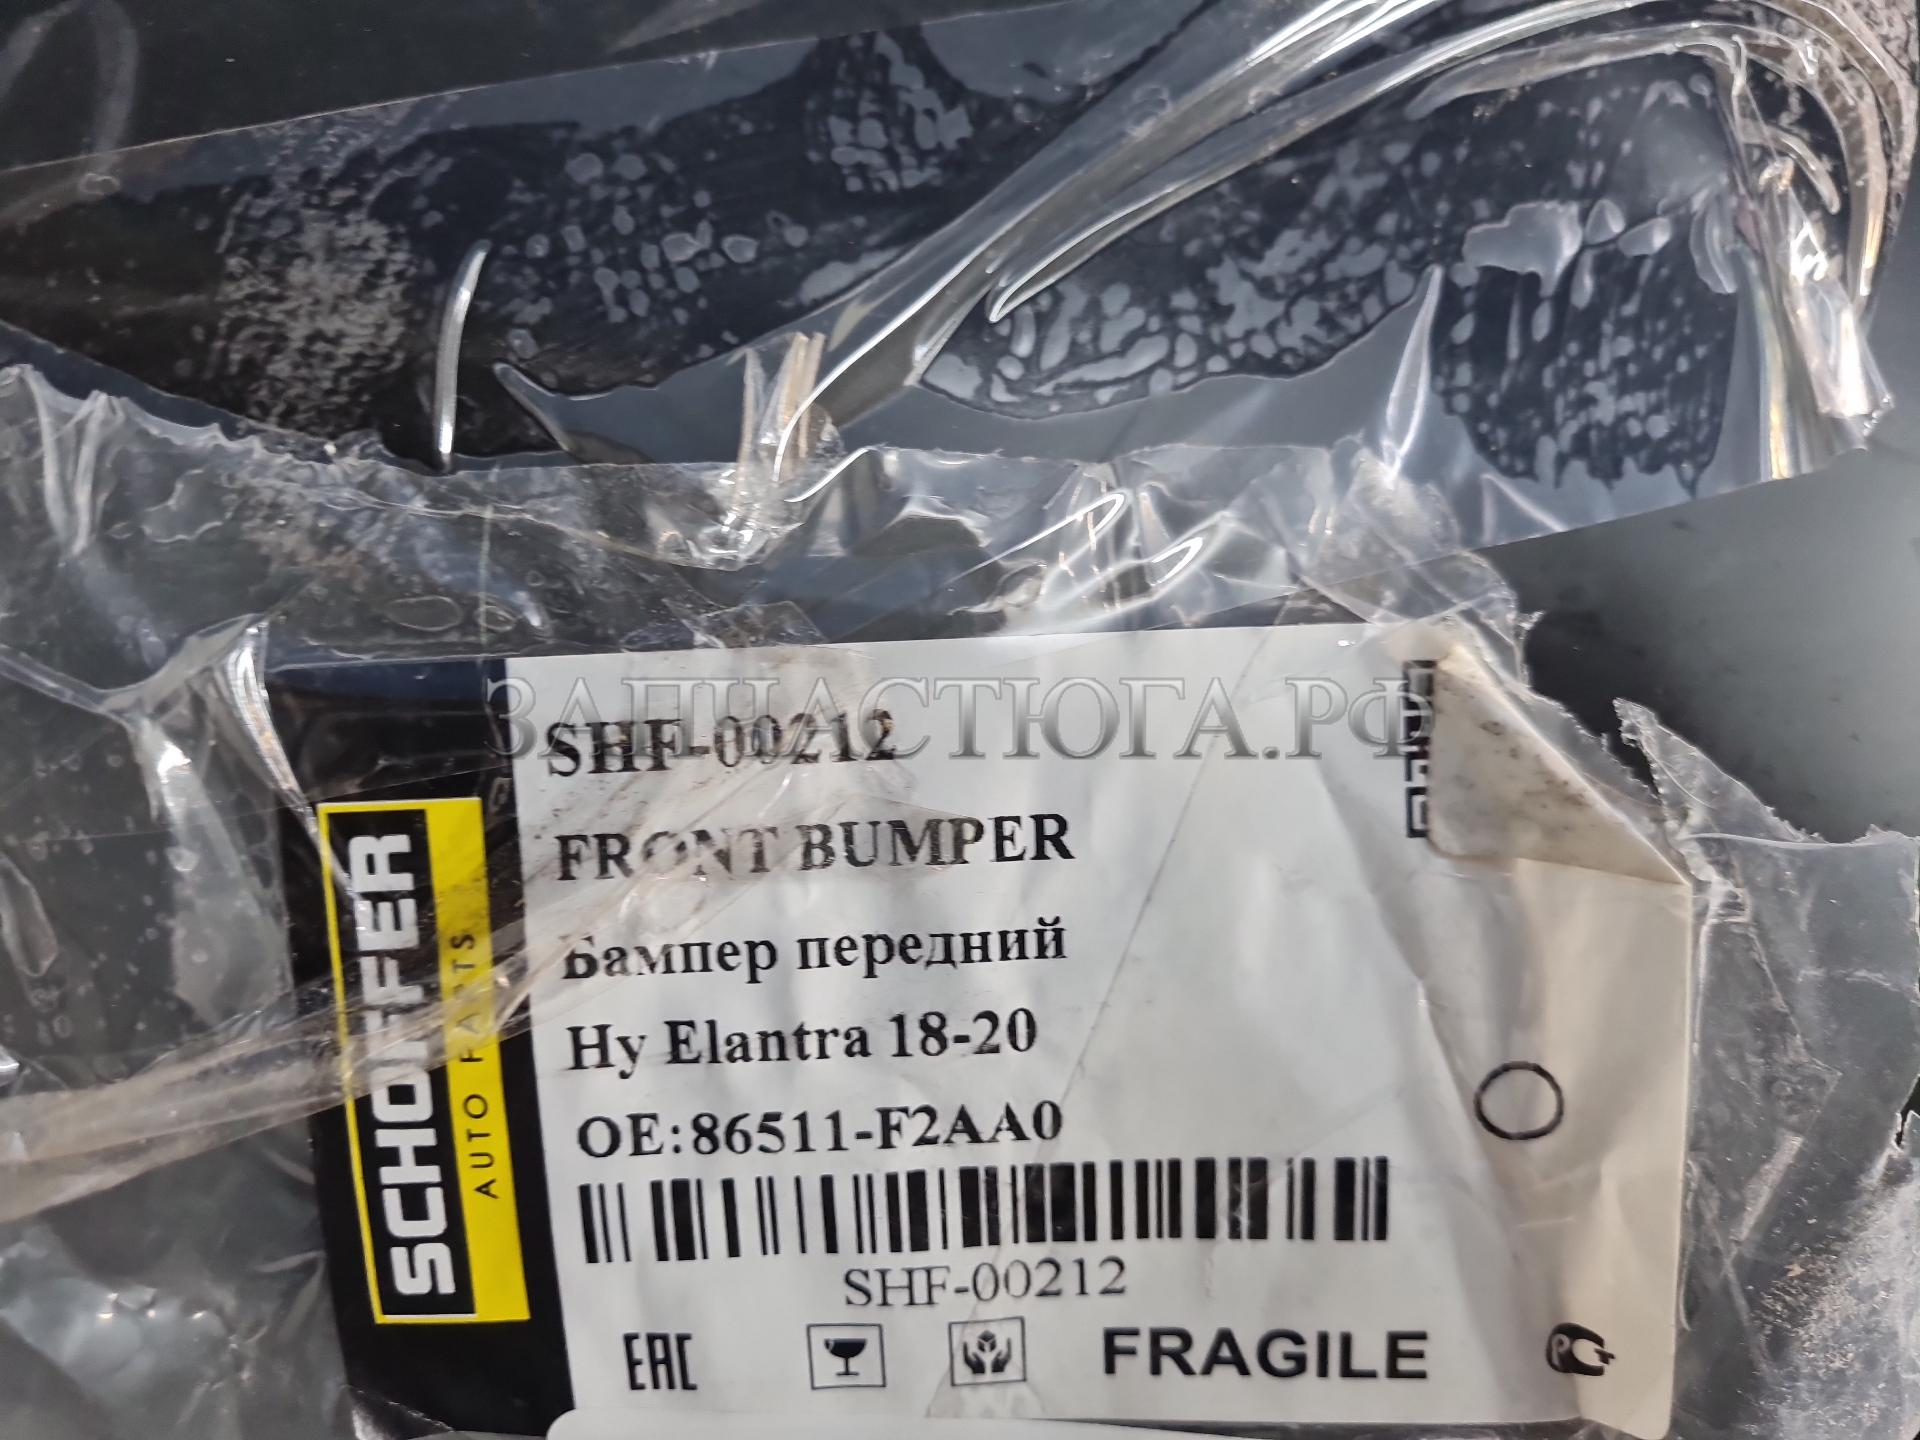 ЗАПЧАСТЮГА.РФ
SHF-00212
FRONT BUMPER
Бампер передний
Hy Elantra 18-20
OE:86511-F2AA0
SHF-00212
EAC
FRAGILE
SCHOFFER
AUTO PARTS